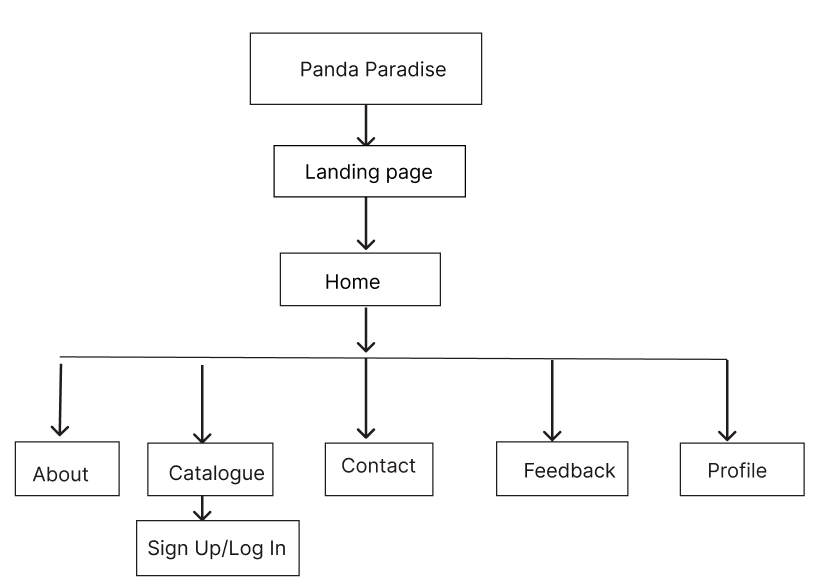 Panda Paradise
Landing page
Home
About
Catalogue
Contact
Feedback
Profile
Sign Up/Log In